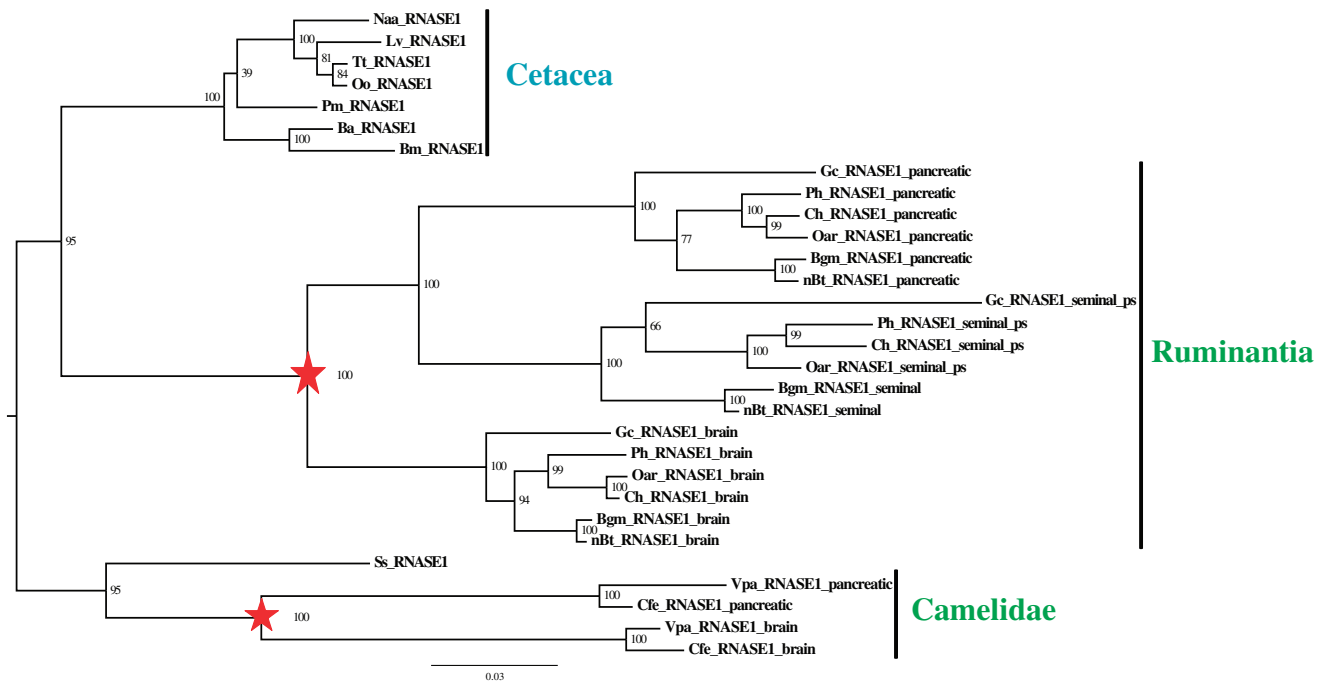 Naa_RNASE1
100
Lv_RNASE1
81
Tt_RNASE1
84
Oo_RNASE1
39
Pm_RNASE1
100
Ba_RNASE1
100
Bm_RNASE1
Cetacea
95
Gc_RNASE1_pancreatic
100
Ph_RNASE1_pancreatic
100
Ch_RNASE1_pancreatic
99
Oar_RNASE1_pancreatic
77
Bgm_RNASE1_pancreatic
100
nBt_RNASE1_pancreatic
100
Gc_RNASE1_seminal_ps
66
Ph_RNASE1_seminal_ps
99
Ch_RNASE1_seminal_ps
100
Oar_RNASE1_seminal_ps
100
Bgm_RNASE1_seminal
100
nBt_RNASE1_seminal
Ruminantia
100
Gc_RNASE1_brain
100
Ph_RNASE1_brain
99
Oar_RNASE1_brain
100
Ch_RNASE1_brain
94
Bgm_RNASE1_brain
100
nBt_RNASE1_brain
Ss_RNASE1
95
Vpa_RNASE1_pancreatic
100
Cfe_RNASE1_pancreatic
100
Vpa_RNASE1_brain
100
Cfe_RNASE1_brain
Camelidae
0.03